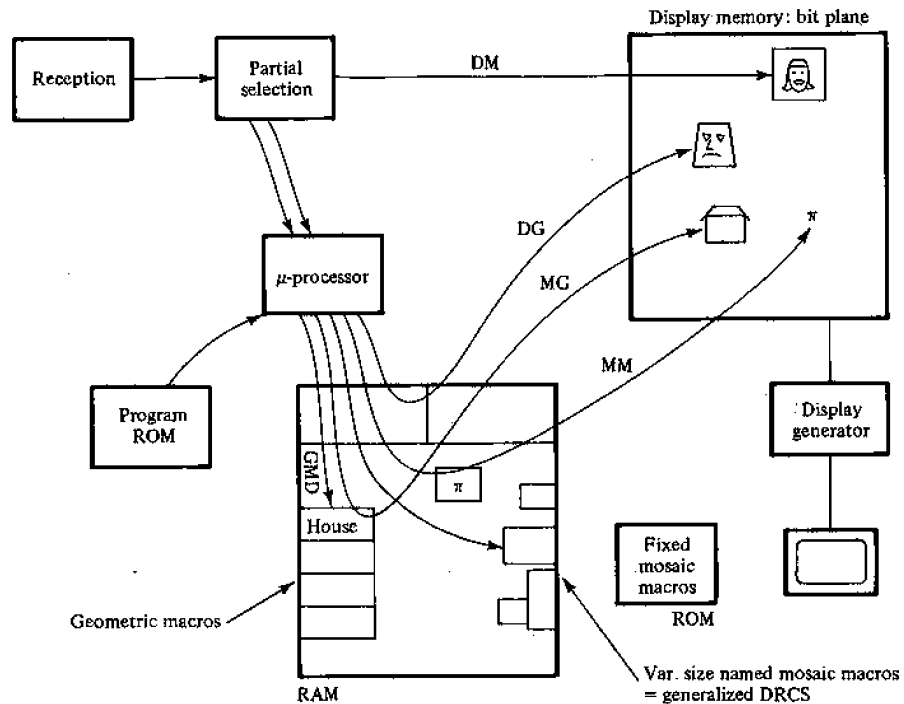 Display memory: bit plane
Reception
Partial
selection
DM
DG
π
μ-processor
MG
MM
Program
ROM
Display
generator
GMD
π
House
Fixed
mosaic
macros
ROM
Geometric macros
RAM
Var. size named mosaic macros
= generalized DRCS